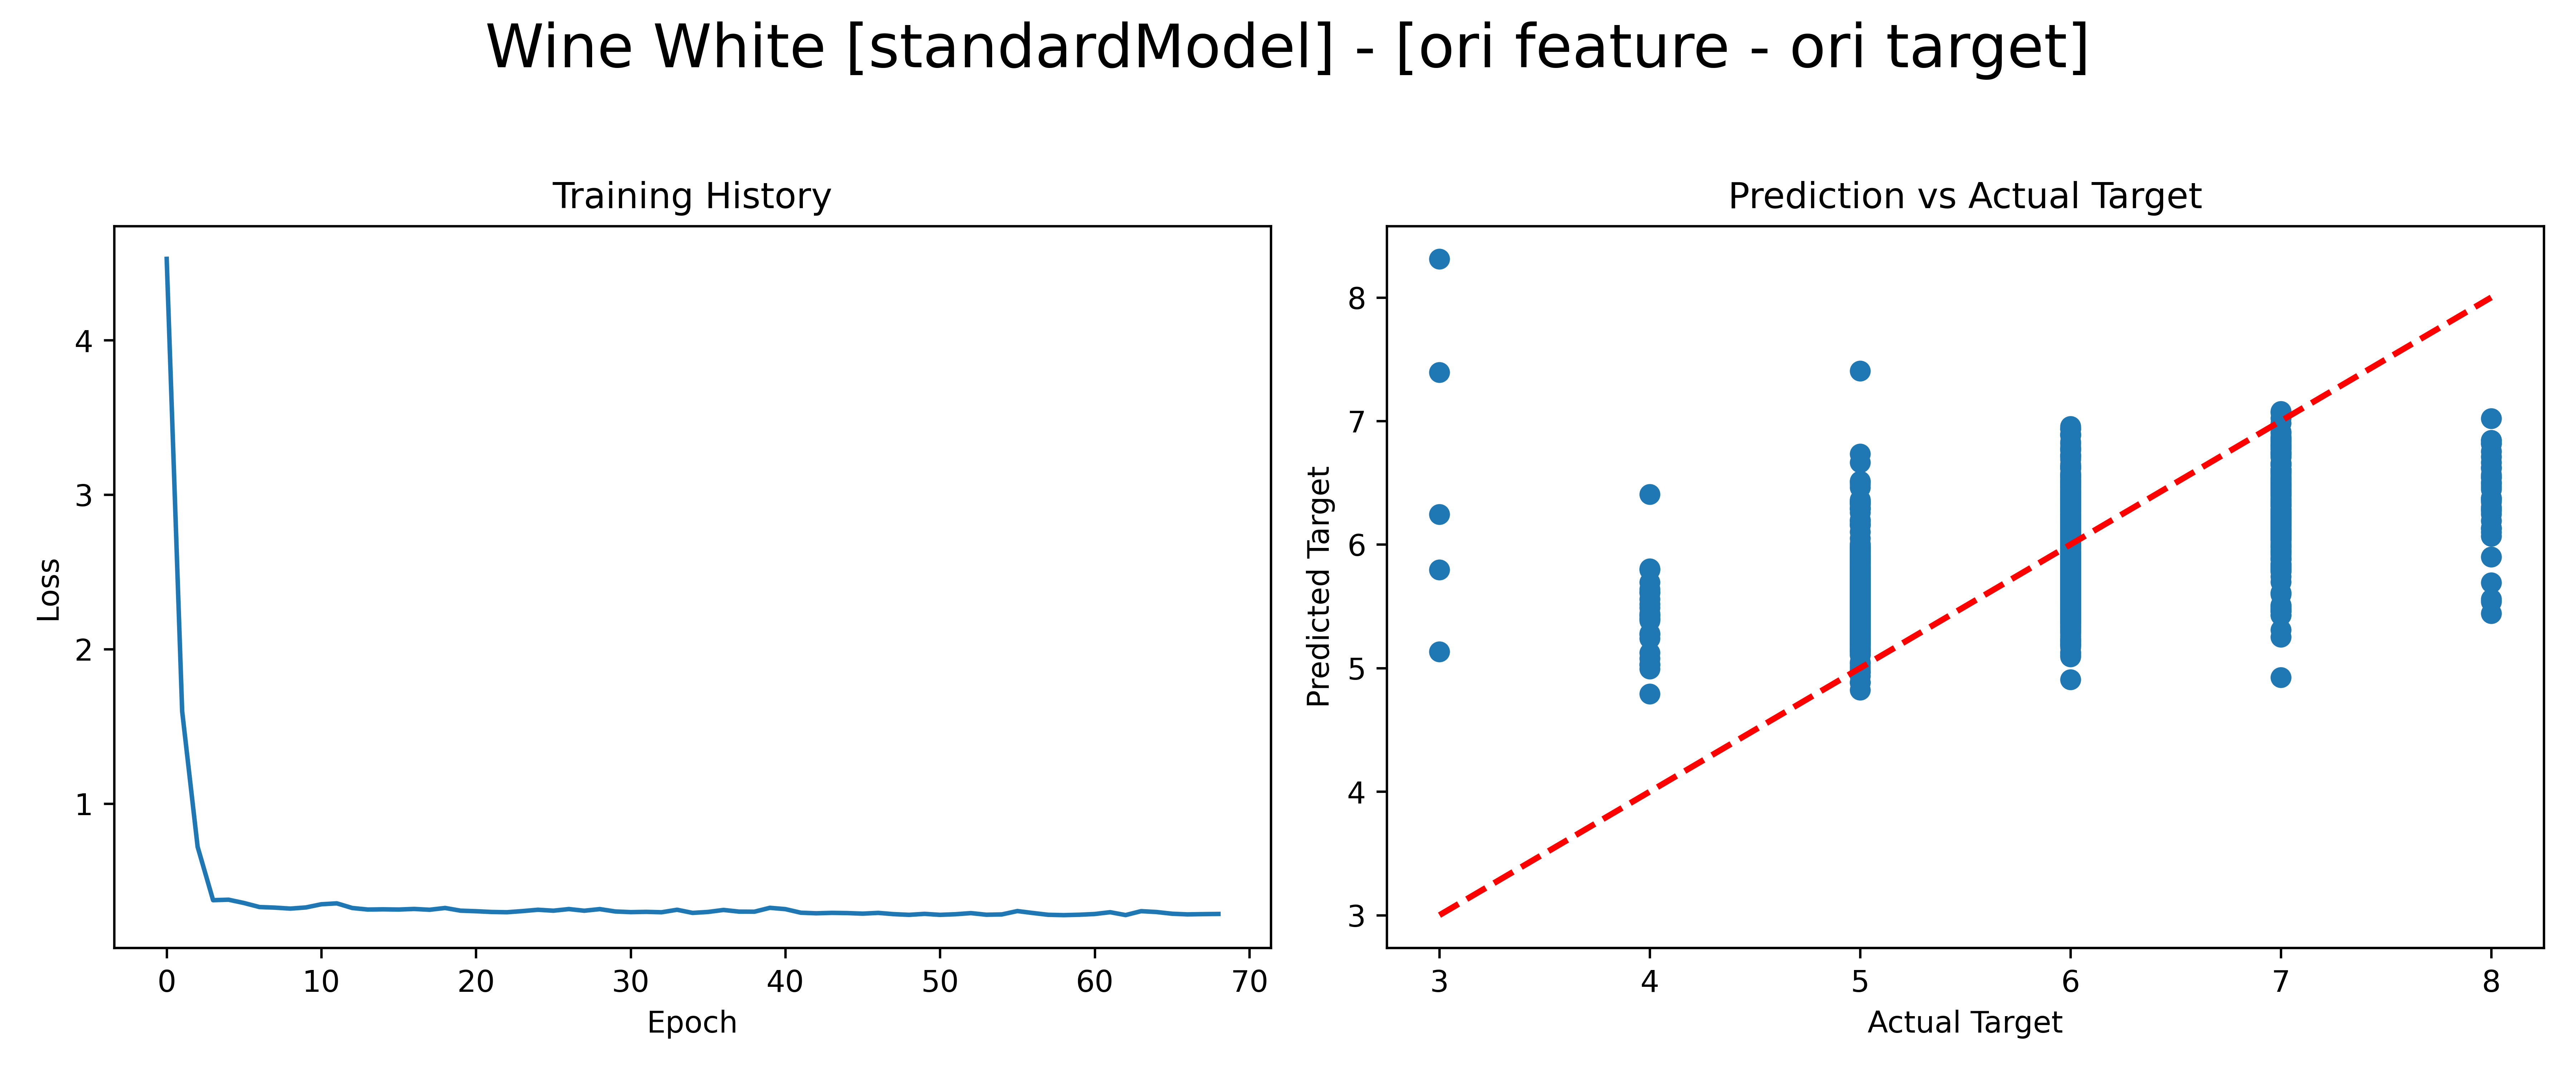 Wine White [standardModel] - [ori feature - ori target]
Training History
4
3
2
1
Loss
0 10 20 30 40 50 60 70
Epoch
Prediction vs Actual Target
8
7
6
5
4
3
Predicted Target
3 4 5 6 7 8
Actual Target